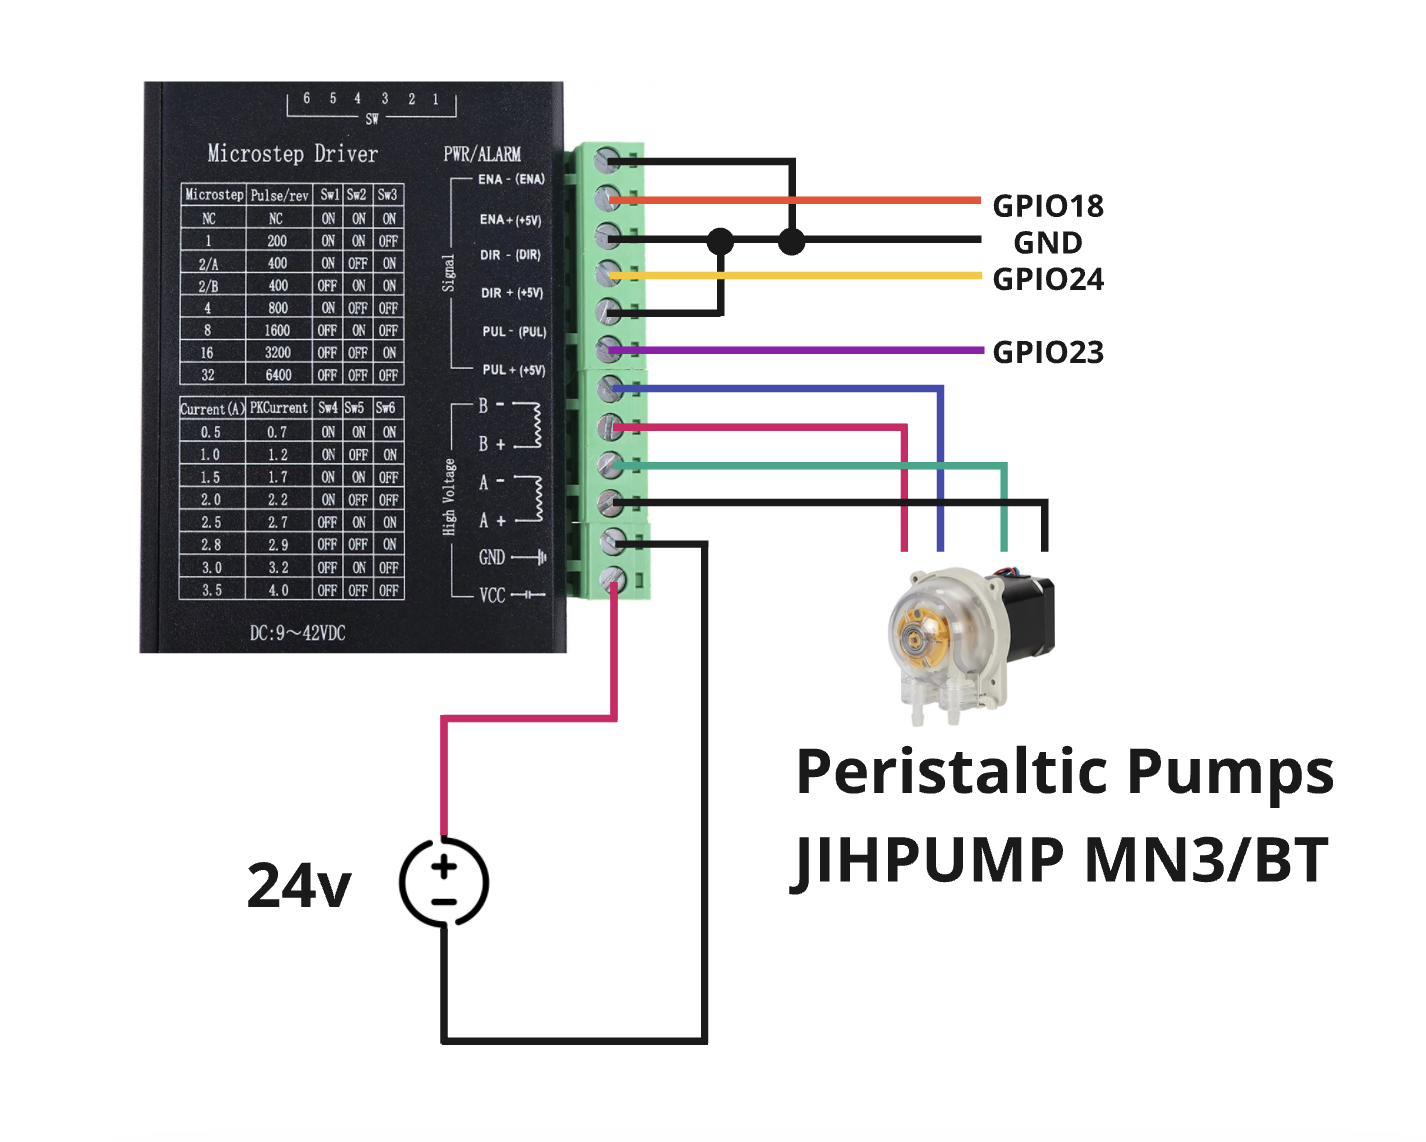 6 5 4 3 2 1
SW
Microstep Driver
PWR/ALARM
Microstep Pulse/rev Sw1 Sw2 Sw3
NC NC ON ON ON
1 200 ON ON OFF
2/A 400 ON OFF ON
2/B 400 OFF ON ON
4 800 ON OFF OFF
8 1600 OFF ON OFF
16 3200 OFF OFF ON
32 6400 OFF OFF OFF
Current(A) PKCurrent Sw4 Sw5 Sw6
0.5 0.7 ON ON ON
1.0 1.2 ON OFF ON
1.5 1.7 ON ON OFF
2.0 2.2 ON OFF OFF
2.5 2.7 OFF ON ON
2.8 2.9 OFF OFF ON
3.0 3.2 OFF ON OFF
3.5 4.0 OFF OFF OFF
DC:9~42VDC
Signal
ENA - (ENA)
ENA + (+5V)
DIR - (DIR)
DIR + (+5V)
PUL - (PUL)
PUL + (+5V)
High Voltage
B -
B +
A -
A +
GND
VCC
GPIO18
GND
GPIO24
GPIO23
24v
+
−
Peristaltic Pumps
JIHPUMP MN3/BT